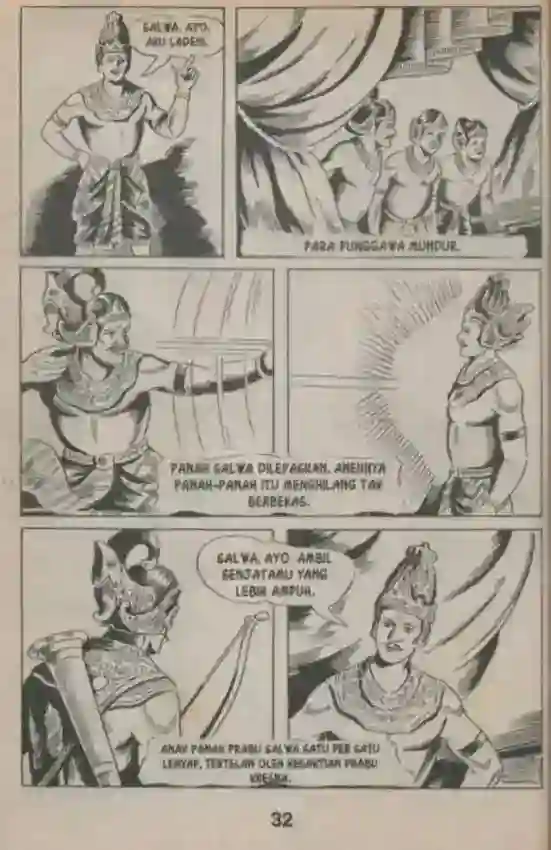 SALWA, AYO,
AKU LADENI.
PARA PUNGGAWA MUNDUR.
PANAH SALWA DILEPASKAN. ANEHNYA
PANAH-PANAH ITU MENGHILANG TAK
BERBEKAS.
SALWA, AYO AMBIL
SENJATAMU YANG
LEBIH AMPUH.
ANAK PANAH PRABU SALWA SATU PER SATU
LENYAP, TERTELAN OLEH KESAKTIAN PRABU
KRESNA.
32